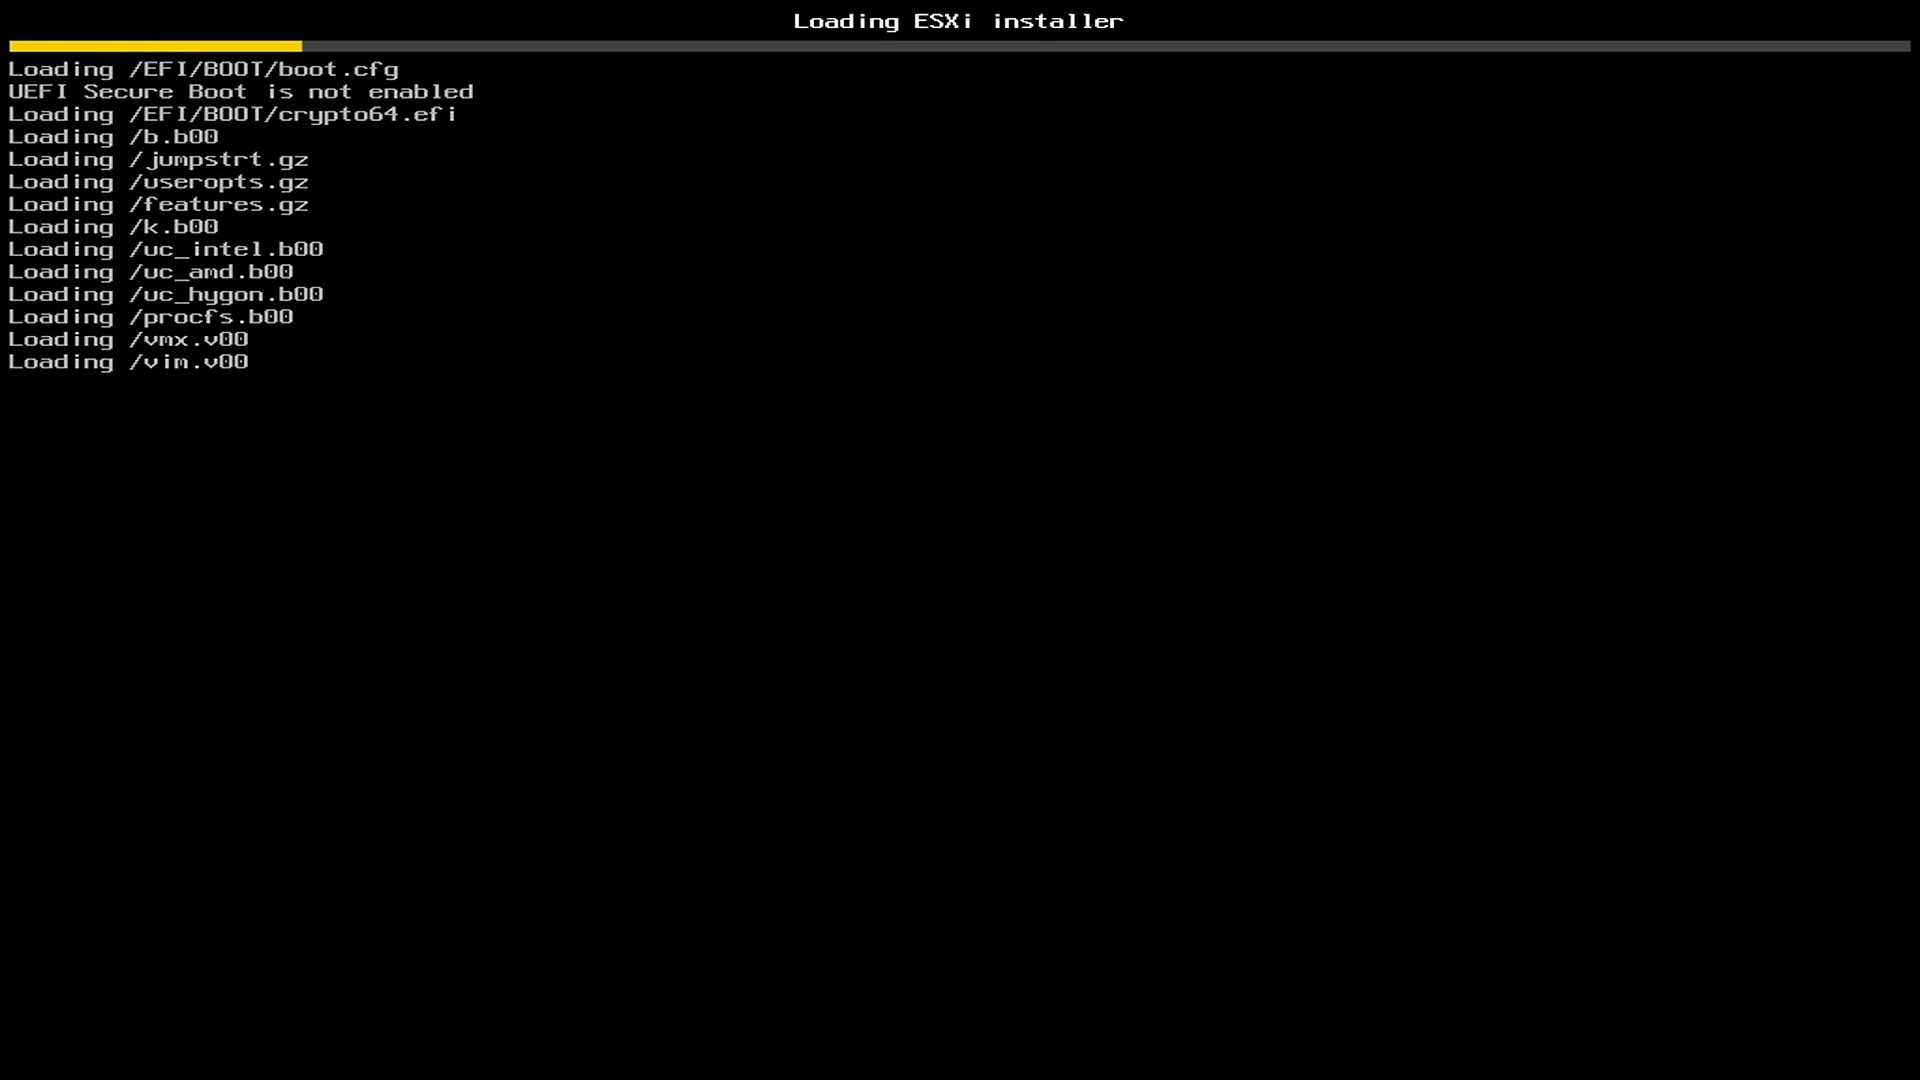 Loading ESXi installer
Loading /EFI/BOOT/boot.cfg
UEFI Secure Boot is not enabled
Loading /EFI/BOOT/crypto64.efi
Loading /b.b00
Loading /jumpstrt.gz
Loading /useropts.gz
Loading /features.gz
Loading /k.b00
Loading /uc_intel.b00
Loading /uc_amd.b00
Loading /uc_hygon.b00
Loading /procfs.b00
Loading /vmx.v00
Loading /vim.v00